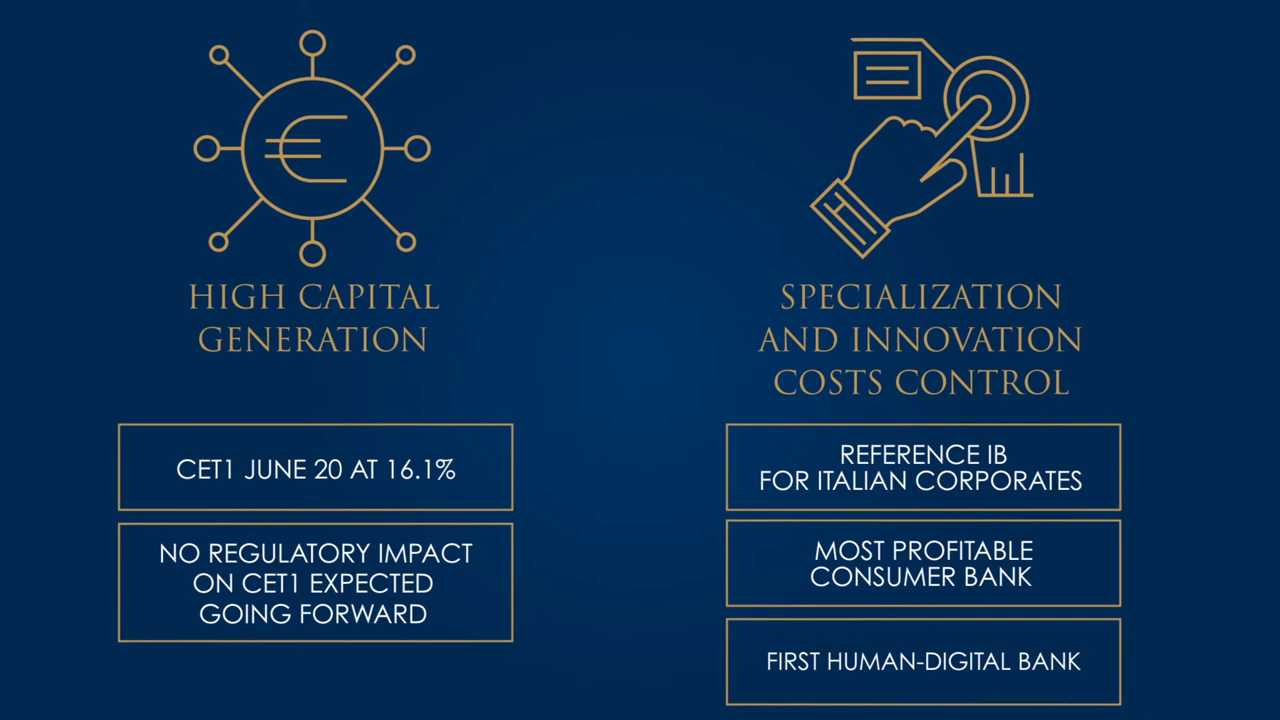 HIGH CAPITAL
GENERATION
CET1 JUNE 20 AT 16.1%
NO REGULATORY IMPACT
ON CET1 EXPECTED
GOING FORWARD
SPECIALIZATION
AND INNOVATION
COSTS CONTROL
REFERENCE IB
FOR ITALIAN CORPORATES
MOST PROFITABLE
CONSUMER BANK
FIRST HUMAN-DIGITAL BANK